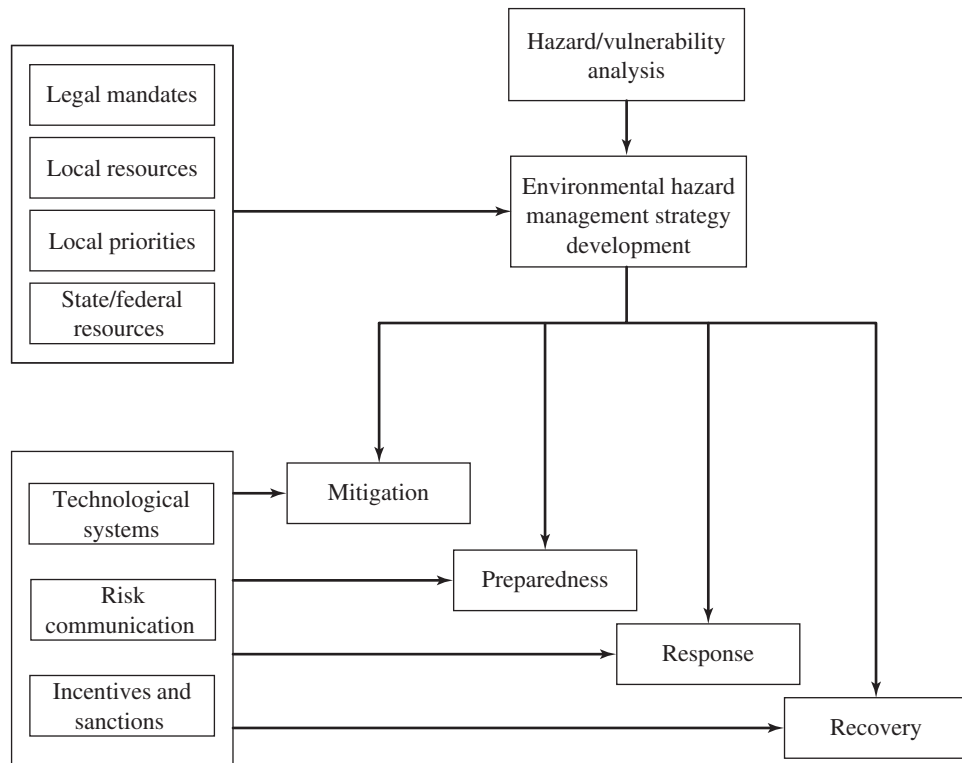 Hazard/vulnerability
analysis
Legal mandates
Local resources
Local priorities
State/federal
resources
Environmental hazard
management strategy
development
Technological
systems
Risk
communication
Incentives and
sanctions
Mitigation
Preparedness
Response
Recovery